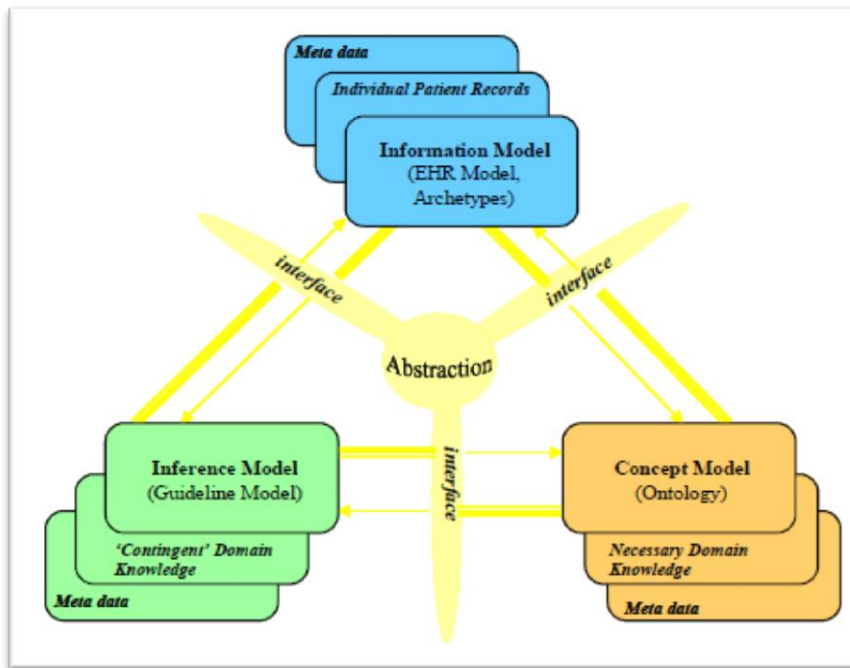 Meta data
Individual Patient Records
Information Model
(EHR Model,
Archetypes)
interface
interface
Abstraction
interface
Inference Model
(Guideline Model)
‘Contingent’ Domain
Knowledge
Meta data
Concept Model
(Ontology)
Necessary Domain
Knowledge
Meta data